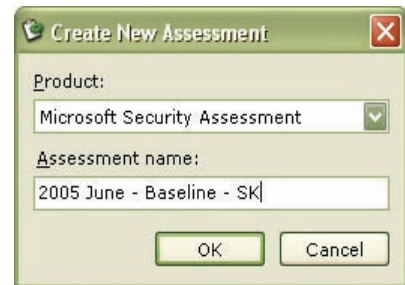 Create New Assessment
Product:
Microsoft Security Assessment
Assessment name:
2005 June - Baseline - SK
OK Cancel